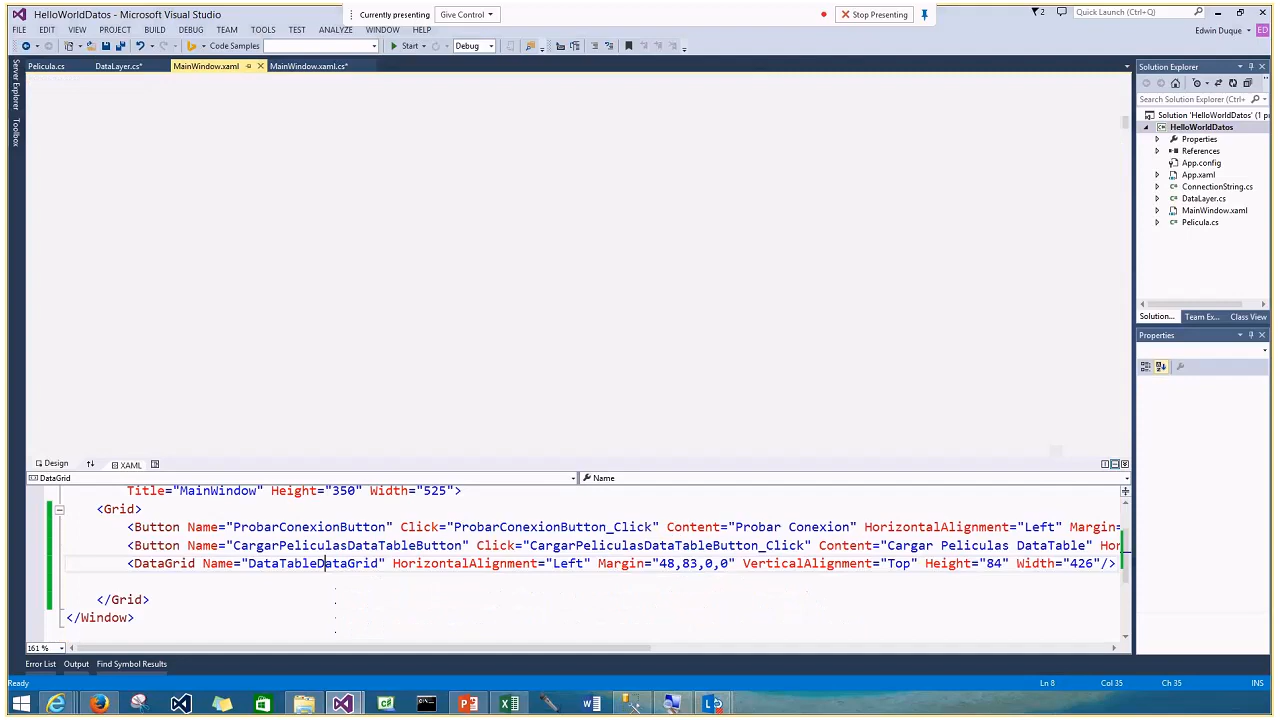 HelloWorldDatos - Microsoft Visual Studio
Currently presenting Give Control Stop Presenting
2 Quick Launch (Ctrl+Q)
FILE EDIT VIEW PROJECT BUILD DEBUG TEAM TOOLS TEST ARCHITECTURE ANALYZE WINDOW HELP
Edwin Duque ED
Code Samples Start Debug
Pelicula.cs DataLayer.cs* MainWindow.xaml MainWindow.xaml.cs*
Server Explorer
Toolbox
Solution Explorer
Search Solution Explorer (Ctrl+
Solution 'HelloWorldDatos' (1 p
HelloWorldDatos
Properties
References
App.config
App.xaml
ConnectionString.cs
DataLayer.cs
MainWindow.xaml
Pelicula.cs
Solution... Team Ex... Class View
Properties
Design XAML
DataGrid Name
Title="MainWindow" Height="350" Width="525">
<Grid>
<Button Name="ProbarConexionButton" Click="ProbarConexionButton_Click" Content="Probar Conexion" HorizontalAlignment="Left" Margin=
<Button Name="CargarPeliculasDataTableButton" Click="CargarPeliculasDataTableButton_Click" Content="Cargar Peliculas DataTable" Hor
<DataGrid Name="DataTableDataGrid" HorizontalAlignment="Left" Margin="48,83,0,0" VerticalAlignment="Top" Height="84" Width="426"/>
</Grid>
</Window>
161 %
Error List Output Find Symbol Results
Ready Ln 8 Col 35 Ch 35 INS